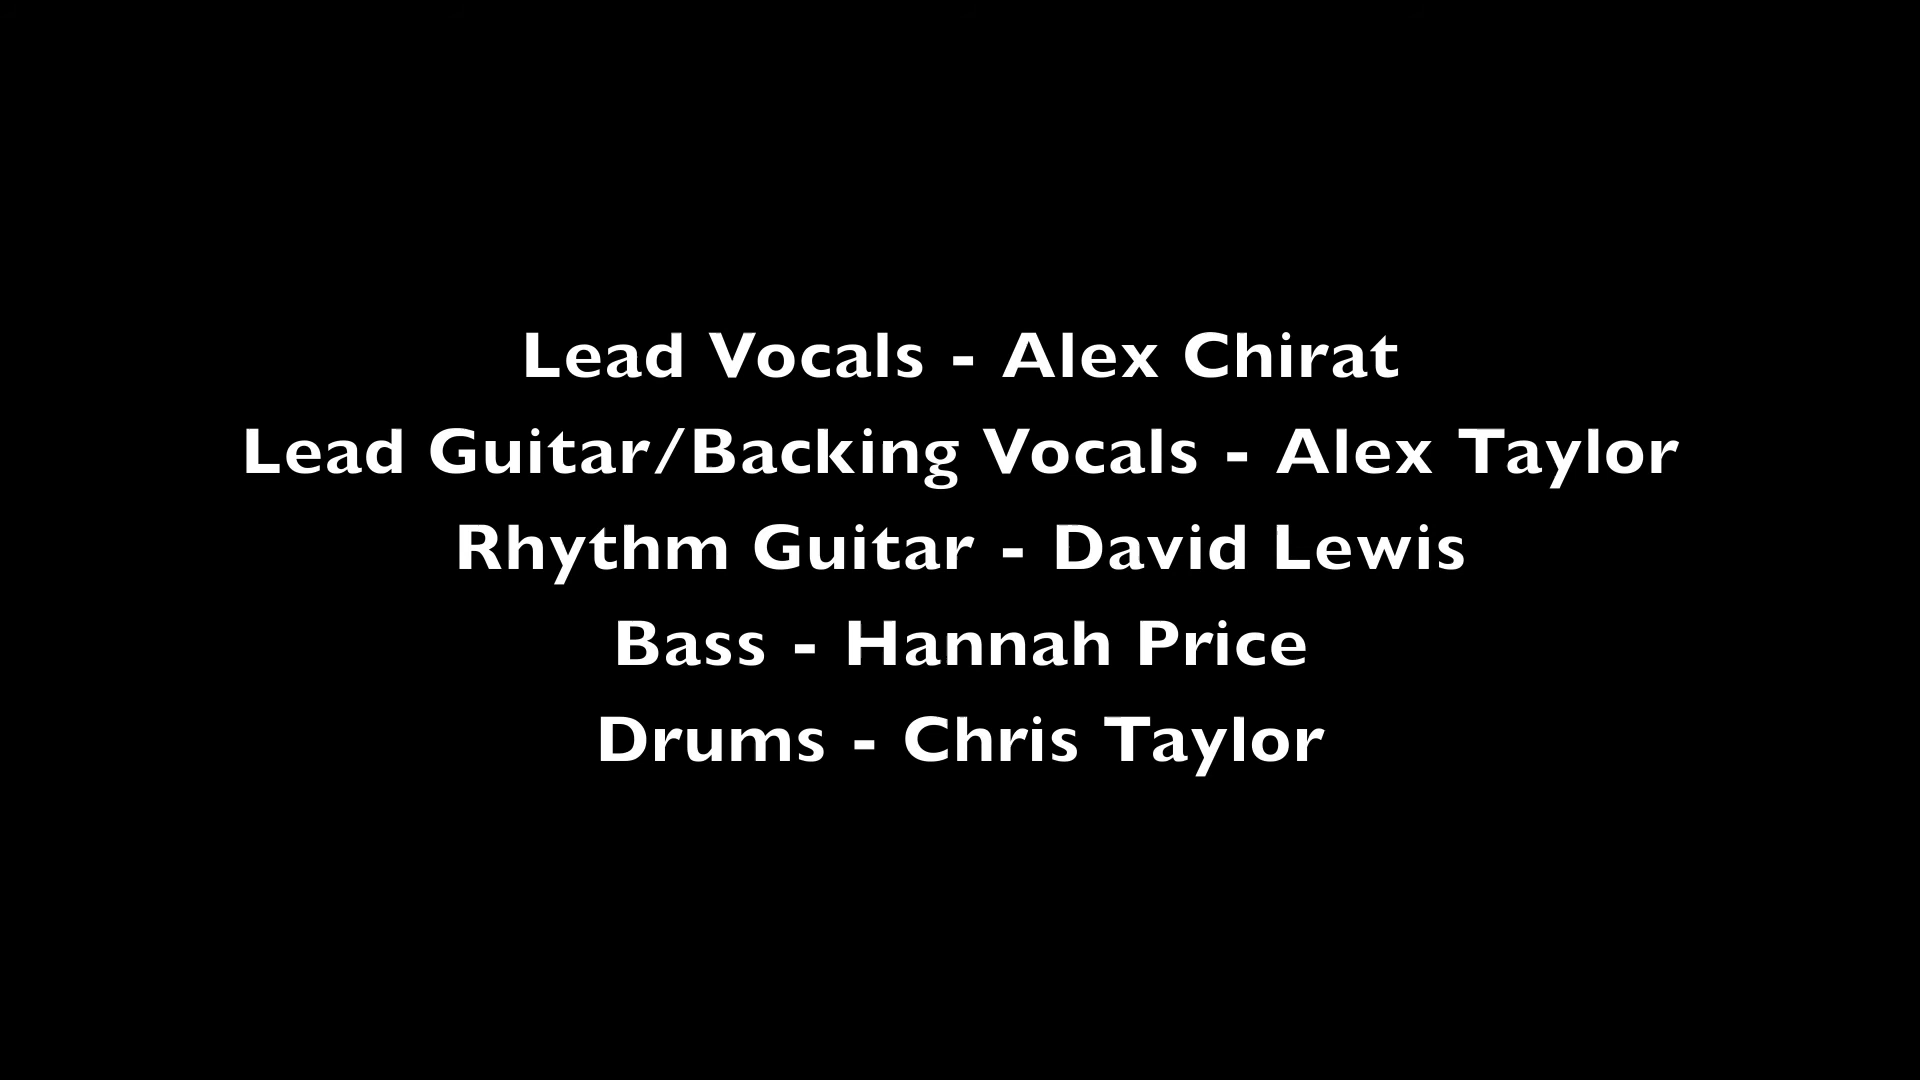 Lead Vocals - Alex Chirat
Lead Guitar/Backing Vocals - Alex Taylor
Rhythm Guitar - David Lewis
Bass - Hannah Price
Drums - Chris Taylor